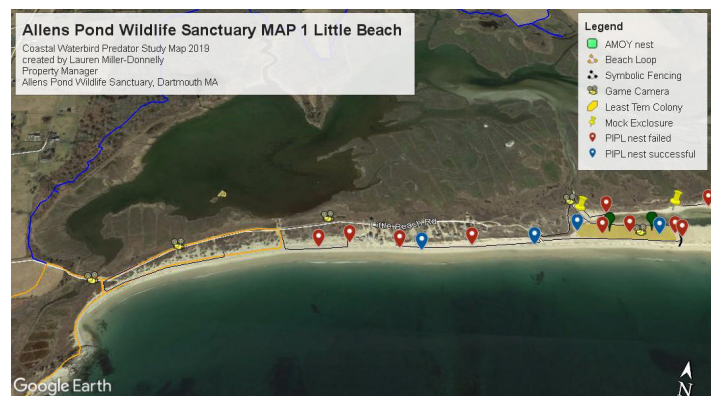 Allens Pond Wildlife Sanctuary MAP 1 Little Beach
Coastal Waterbird Predator Study Map 2019
created by Lauren Miller-Donnelly
Property Manager
Allens Pond Wildlife Sanctuary, Dartmouth MA
Legend
AMOY nest
Beach Loop
Symbolic Fencing
Game Camera
Least Tern Colony
Mock Exclosure
PIPL nest failed
PIPL nest successful
Little Beach Rd
Google Earth
N